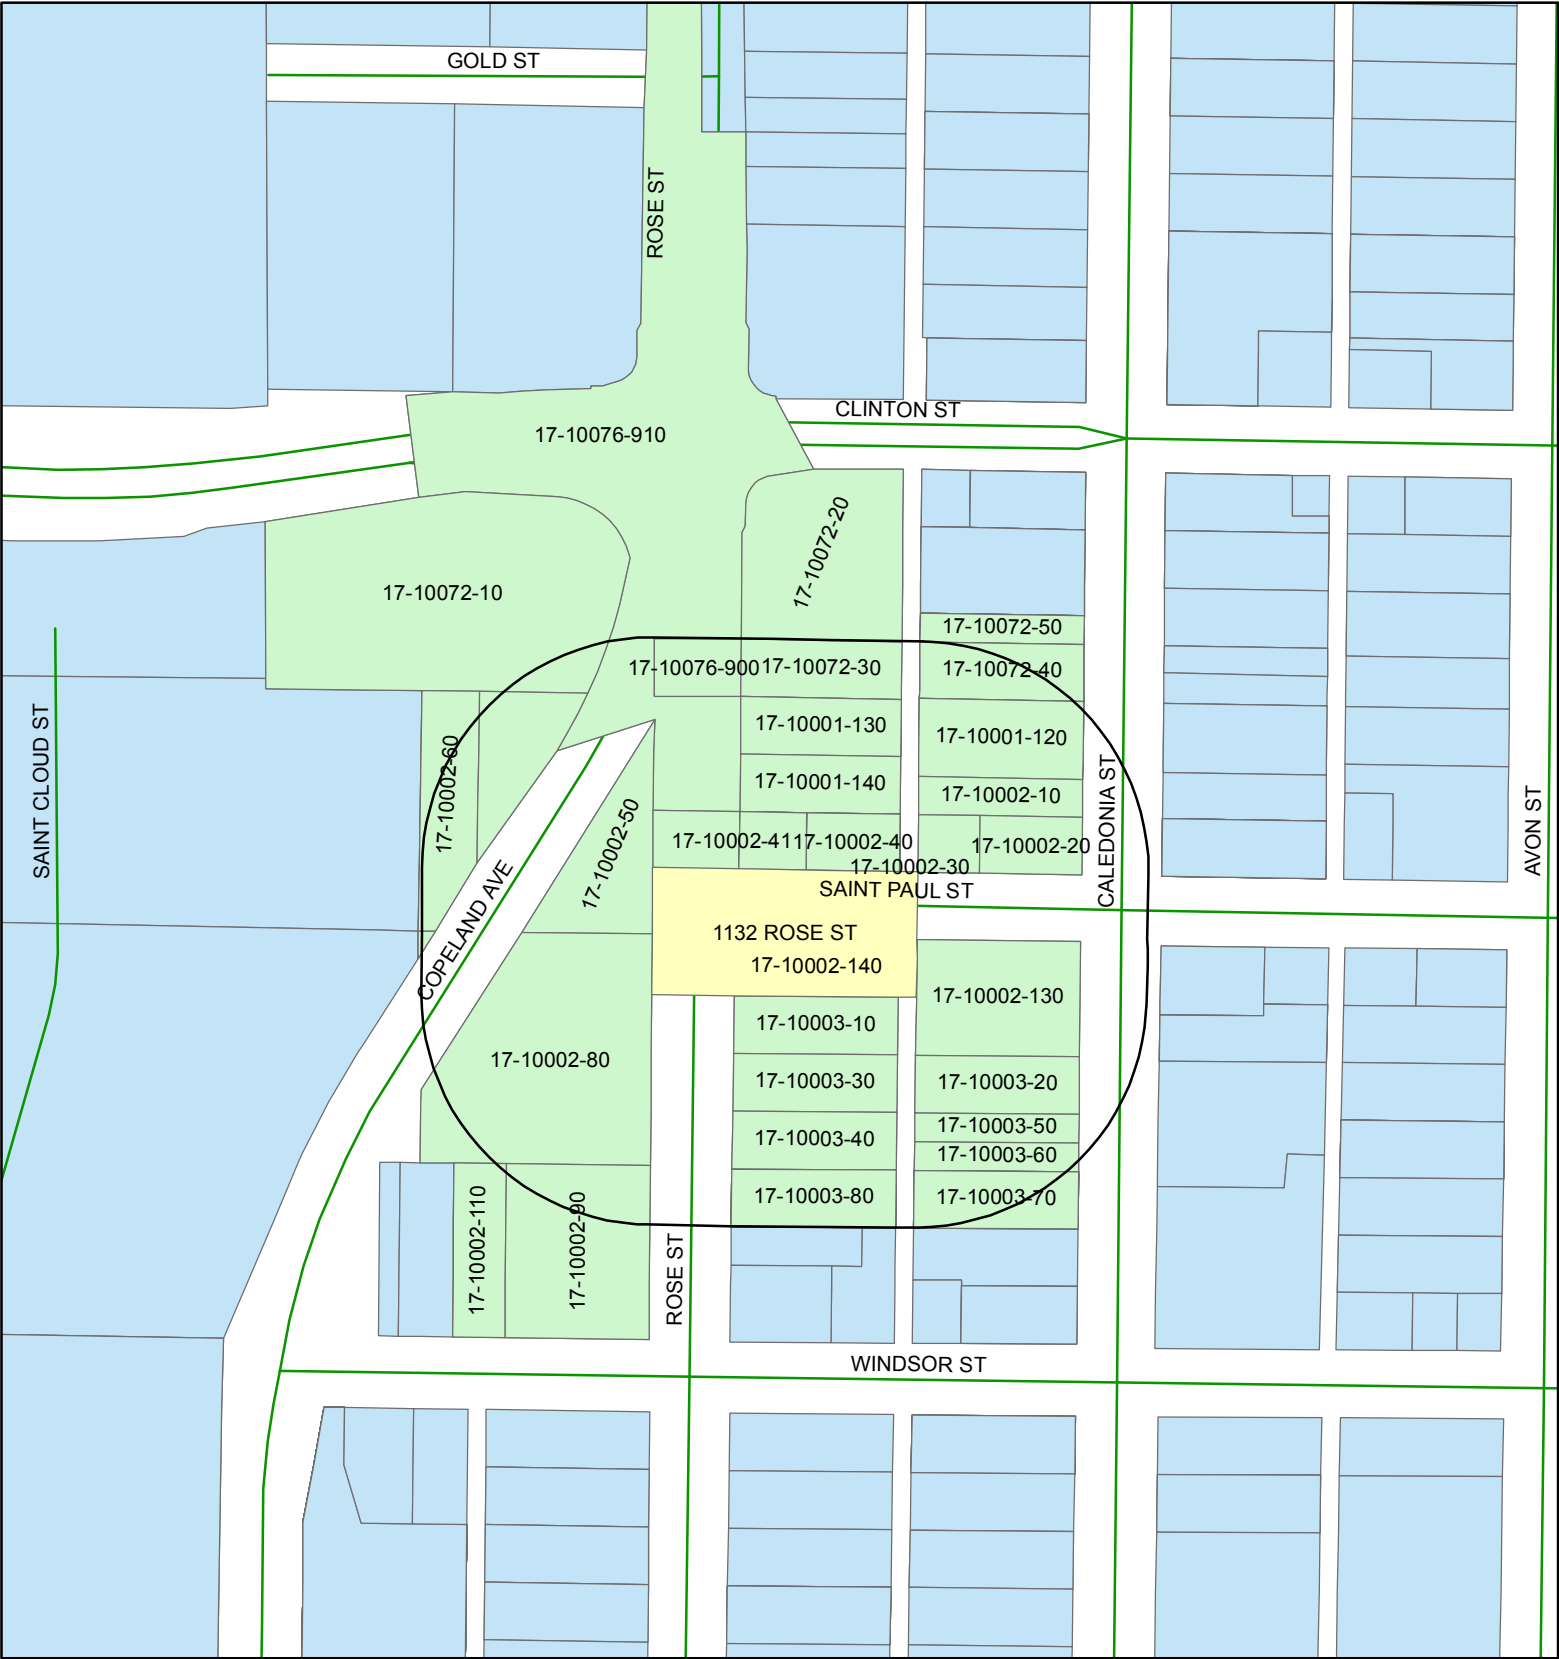 GOLD ST
ROSE ST
CLINTON ST
17-10076-910
17-10072-20
17-10072-10
17-10072-50
17-10076-900
17-10072-30
17-10072-40
17-10001-130
17-10001-120
17-10002-60
SAINT CLOUD ST
17-10001-140
17-10002-10
17-10002-50
CALEDONIA ST
AVON ST
17-10002-41
17-10002-40
17-10002-20
17-10002-30
SAINT PAUL ST
COPELAND AVE
1132 ROSE ST
17-10002-140
17-10002-130
17-10003-10
17-10002-80
17-10003-30
17-10003-20
17-10003-40
17-10003-50
17-10003-60
17-10003-80
17-10003-70
17-10002-110
17-10002-90
ROSE ST
WINDSOR ST